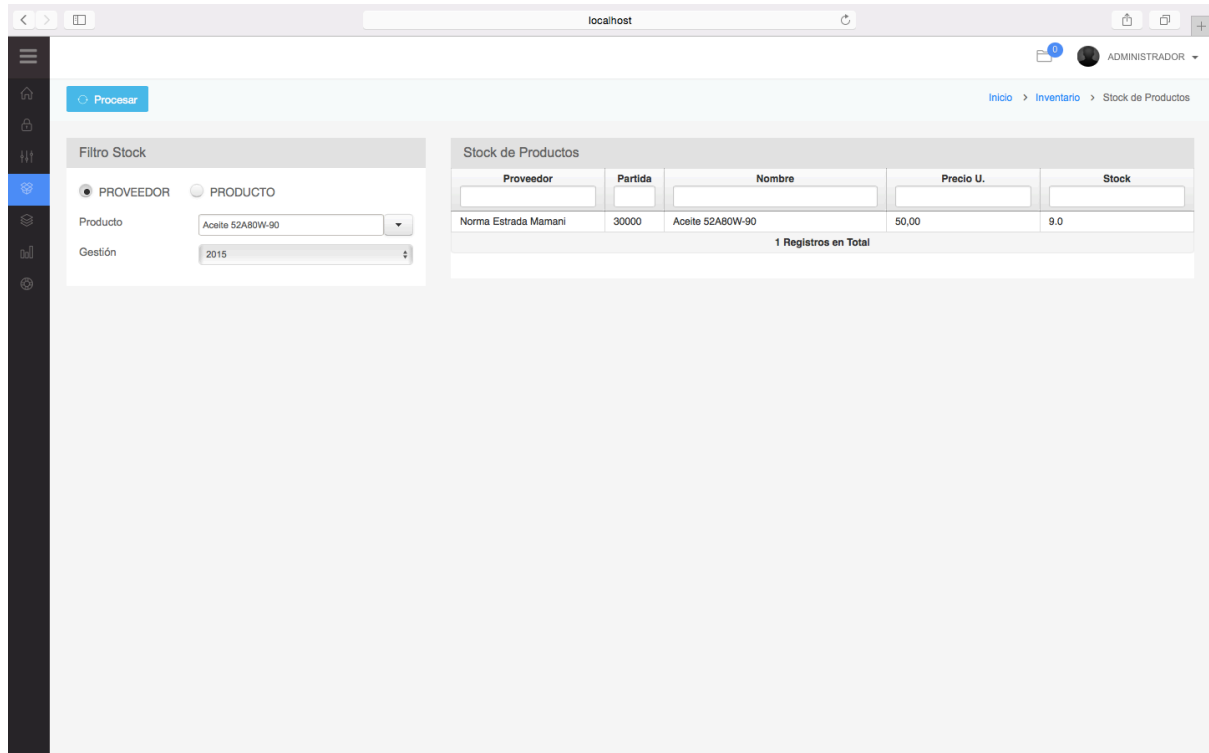 localhost
0
ADMINISTRADOR
Procesar
Inicio > Inventario > Stock de Productos
Filtro Stock
PROVEEDOR PRODUCTO
Producto Aceite 52A80W-90
Gestión 2015
Stock de Productos
Proveedor Partida Nombre Precio U. Stock
Norma Estrada Mamani 30000 Aceite 52A80W-90 50,00 9.0
1 Registros en Total